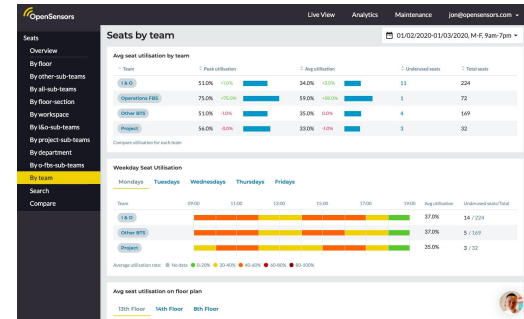 OpenSensors
Live View Analytics Maintenance jon@opensensors.com
Seats
Overview
By floor
By other-sub-teams
By all-sub-teams
By floor-section
By workspace
By i&o-sub-teams
By project-sub-teams
By department
By o-fbs-sub-teams
By team
Search
Compare
Seats by team
01/02/2020-01/03/2020, M-F, 9am-7pm
Avg seat utilisation by team
Team Peak utilisation Avg utilisation Underused seats Total seats
I & O 51.0% 34.0% 11 224
Operations FBS 75.0% +75.0% 59.0% +59.0% 1 72
Other BTS 51.0% -1.0% 35.0% 0.0% 4 169
Project 56.0% 33.0% -1.0% 3 32
Compare utilisation for each team
Weekday Seat Utilisation
Mondays Tuesdays Wednesdays Thursdays Fridays
Team 09:00 11:00 13:00 15:00 17:00 19:00 Avg utilisation Underused seats/Total
I & O 37.0% 14 / 224
Other BTS 37.0% 5 / 169
Project 35.0% 3 / 32
Average utilisation rate: No data 0-20% 20-40% 40-60% 60-80% 80-100%
Avg seat utilisation on floor plan
13th Floor 14th Floor 8th Floor